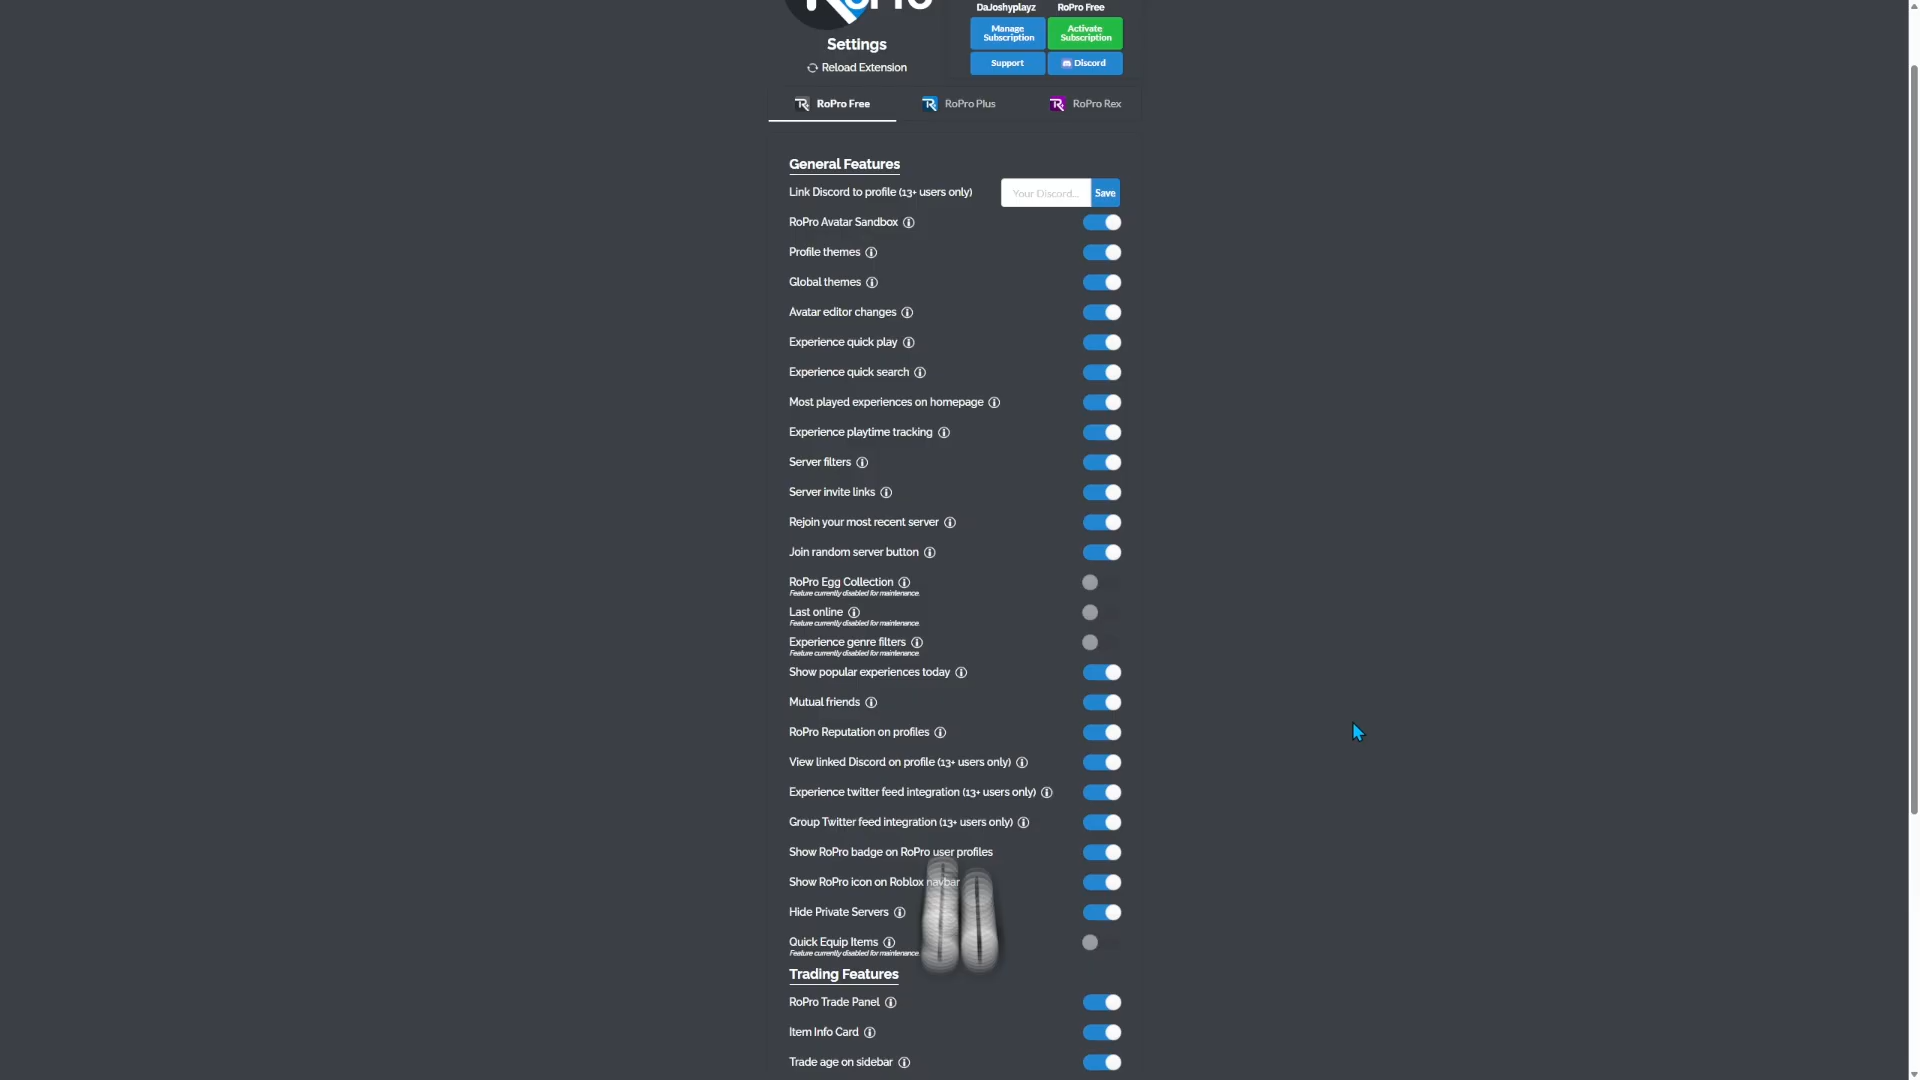 RoPro
DaJoshyplayz
RoPro Free
Manage
Subscription
Activate
Subscription
Settings
Reload Extension
Support
Discord
RoPro Free
RoPro Plus
RoPro Rex
General Features
Link Discord to profile (13+ users only)
Your Discord...
Save
RoPro Avatar Sandbox
Profile themes
Global themes
Avatar editor changes
Experience quick play
Experience quick search
Most played experiences on homepage
Experience playtime tracking
Server filters
Server invite links
Rejoin your most recent server
Join random server button
RoPro Egg Collection
Feature currently disabled for maintenance.
Last online
Feature currently disabled for maintenance.
Experience genre filters
Feature currently disabled for maintenance.
Show popular experiences today
Mutual friends
RoPro Reputation on profiles
View linked Discord on profile (13+ users only)
Experience twitter feed integration (13+ users only)
Group Twitter feed integration (13+ users only)
Show RoPro badge on RoPro user profiles
Show RoPro icon on Roblox navbar
Hide Private Servers
Quick Equip Items
Feature currently disabled for maintenance.
Trading Features
RoPro Trade Panel
Item Info Card
Trade age on sidebar